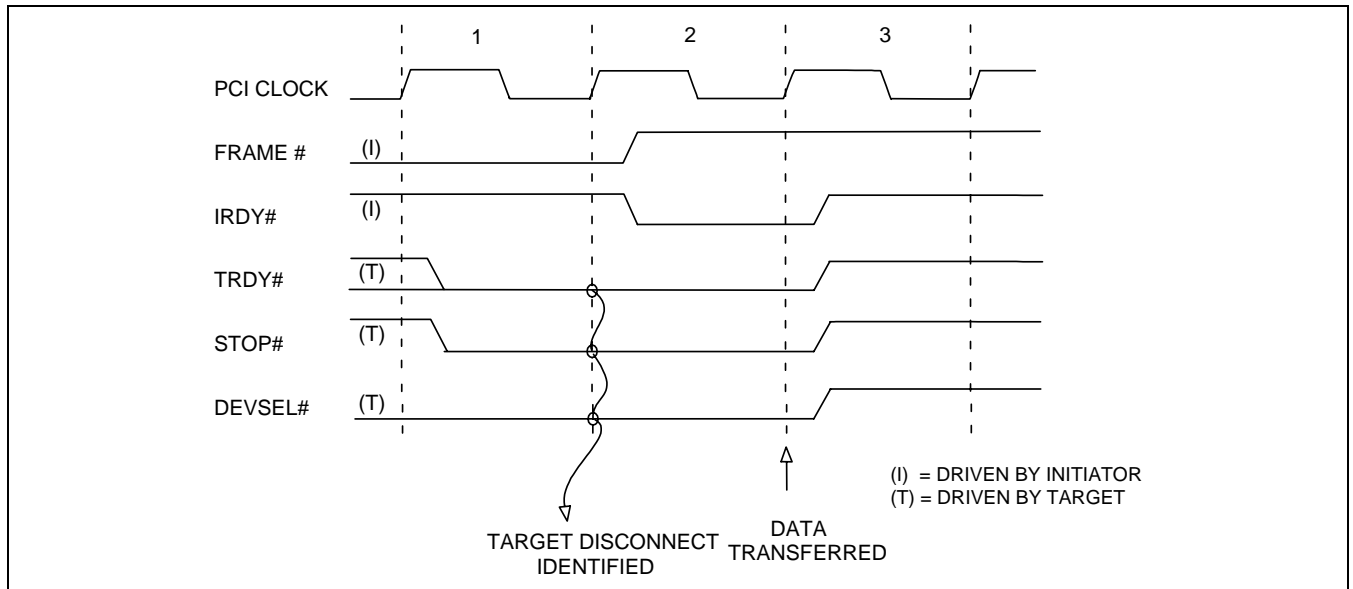 1 2 3
PCI CLOCK
FRAME # (I)
IRDY# (I)
TRDY# (T)
STOP# (T)
DEVSEL# (T)
(I) = DRIVEN BY INITIATOR
(T) = DRIVEN BY TARGET
TARGET DISCONNECT
IDENTIFIED
DATA
TRANSFERRED